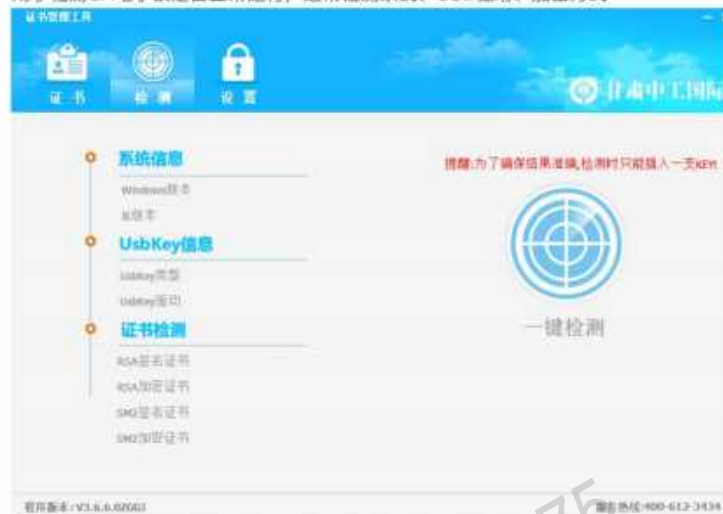 证书管理工具
证书 检测 设置
系统信息
提醒:为了确保结果准确,检测时只能插入一支KEY!
Windows版本
IE版本
UsbKey信息
UsbKey类型
UsbKey驱动
一键检测
证书检测
RSA签名证书
RSA加密证书
SM2签名证书
SM2加密证书
服务热线:400-612-3434
75